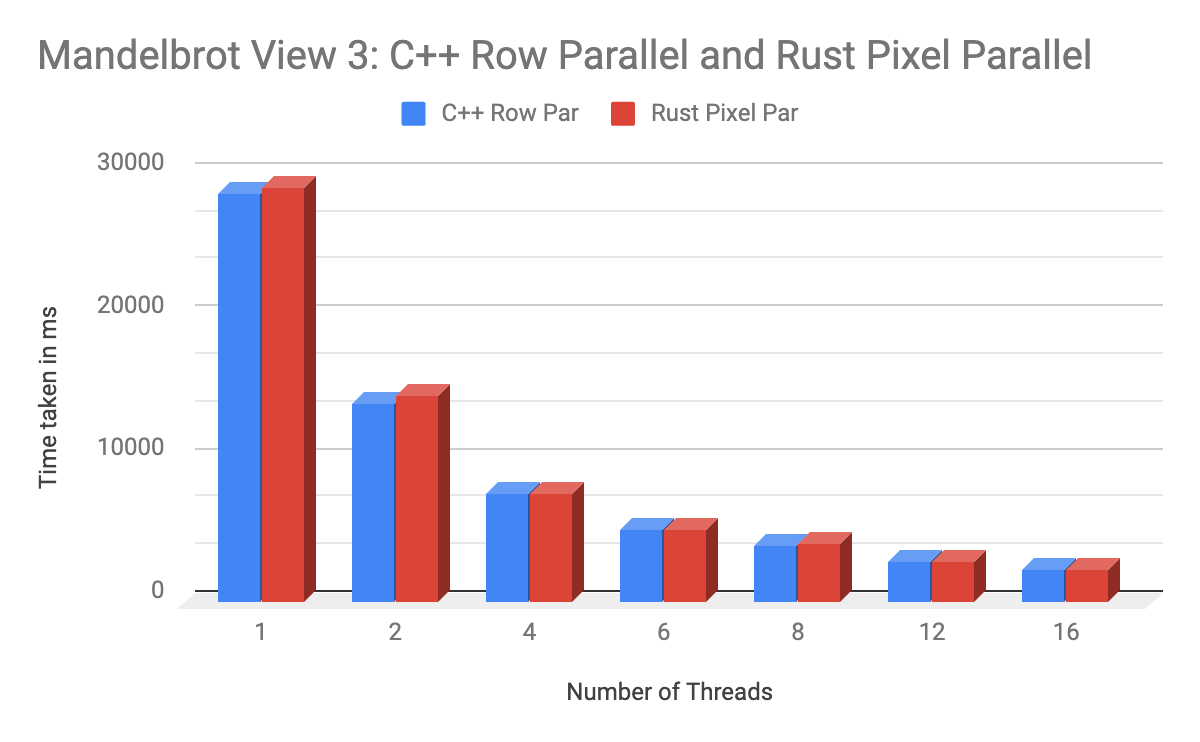 Mandelbrot View 3: C++ Row Parallel and Rust Pixel Parallel
C++ Row Par
Rust Pixel Par
30000
20000
10000
0
Time taken in ms
1 2 4 6 8 12 16
Number of Threads